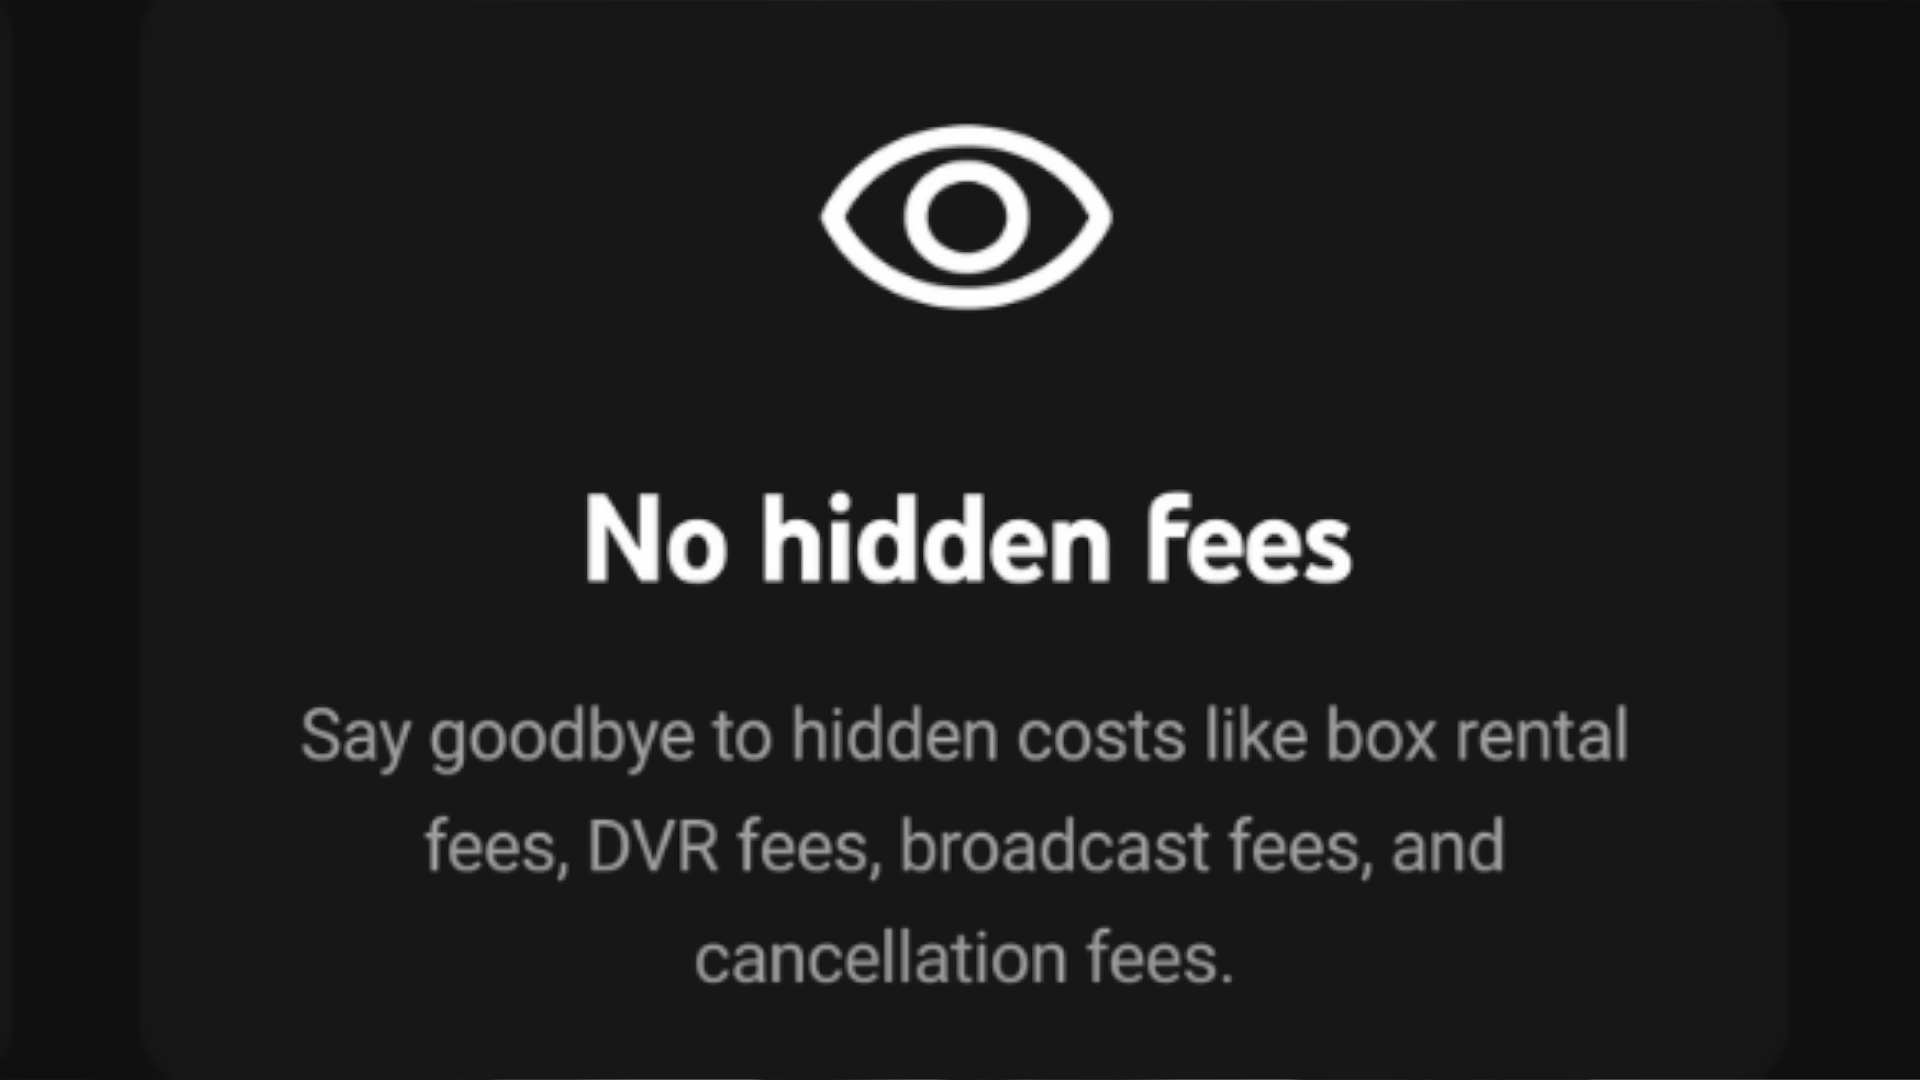 No hidden fees
Say goodbye to hidden costs like box rental
fees, DVR fees, broadcast fees, and
cancellation fees.